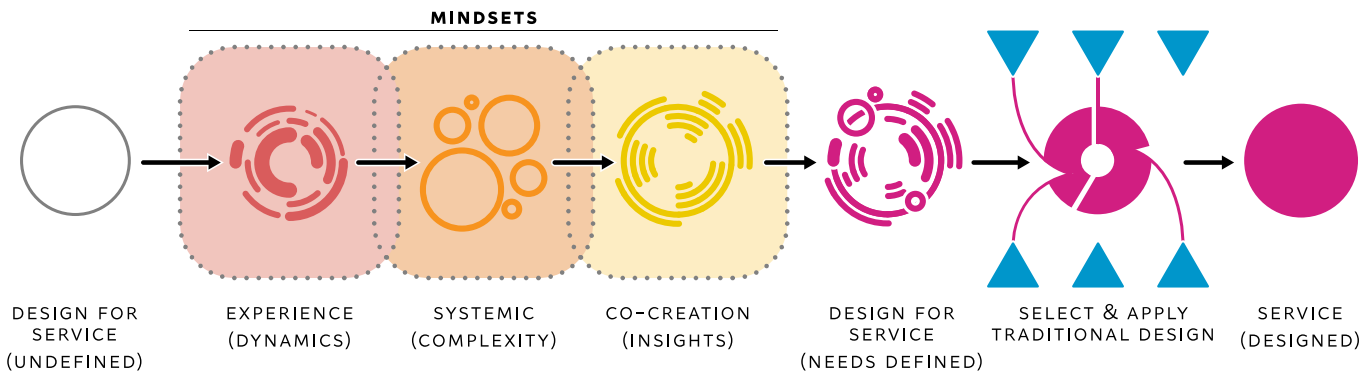 MINDSETS
DESIGN FOR
SERVICE
(UNDEFINED)
EXPERIENCE
(DYNAMICS)
SYSTEMIC
(COMPLEXITY)
CO-CREATION
(INSIGHTS)
DESIGN FOR
SERVICE
(NEEDS DEFINED)
SELECT & APPLY
TRADITIONAL DESIGN
SERVICE
(DESIGNED)